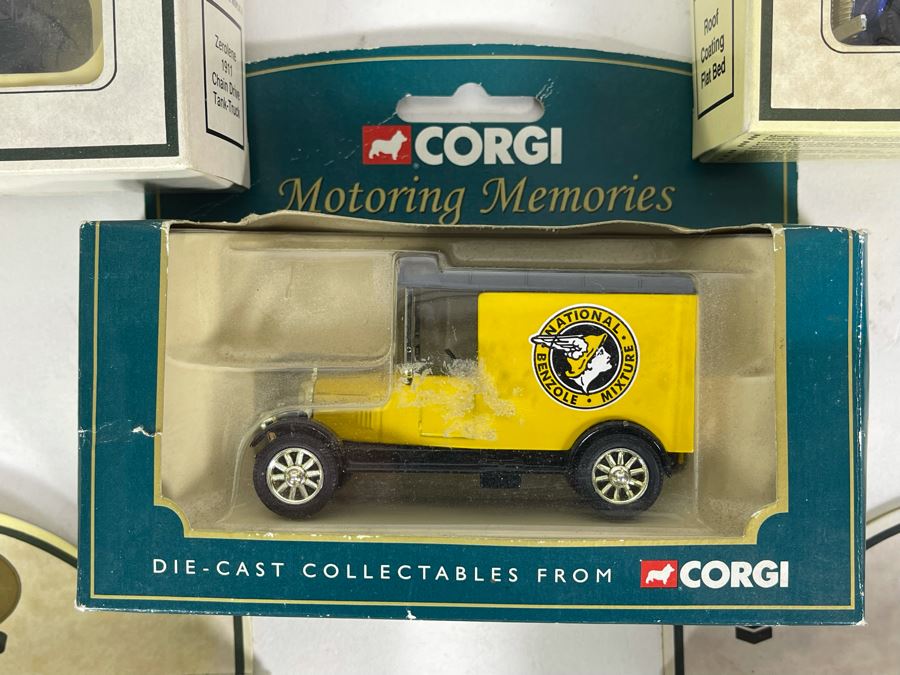 Zerolene
1911
Chain Drive
Tank-Truck
Roof
Coating
Flat Bed
CORGI
Motoring Memories
NATIONAL
BENZOLE • MIXTURE
DIE-CAST COLLECTABLES FROM CORGI